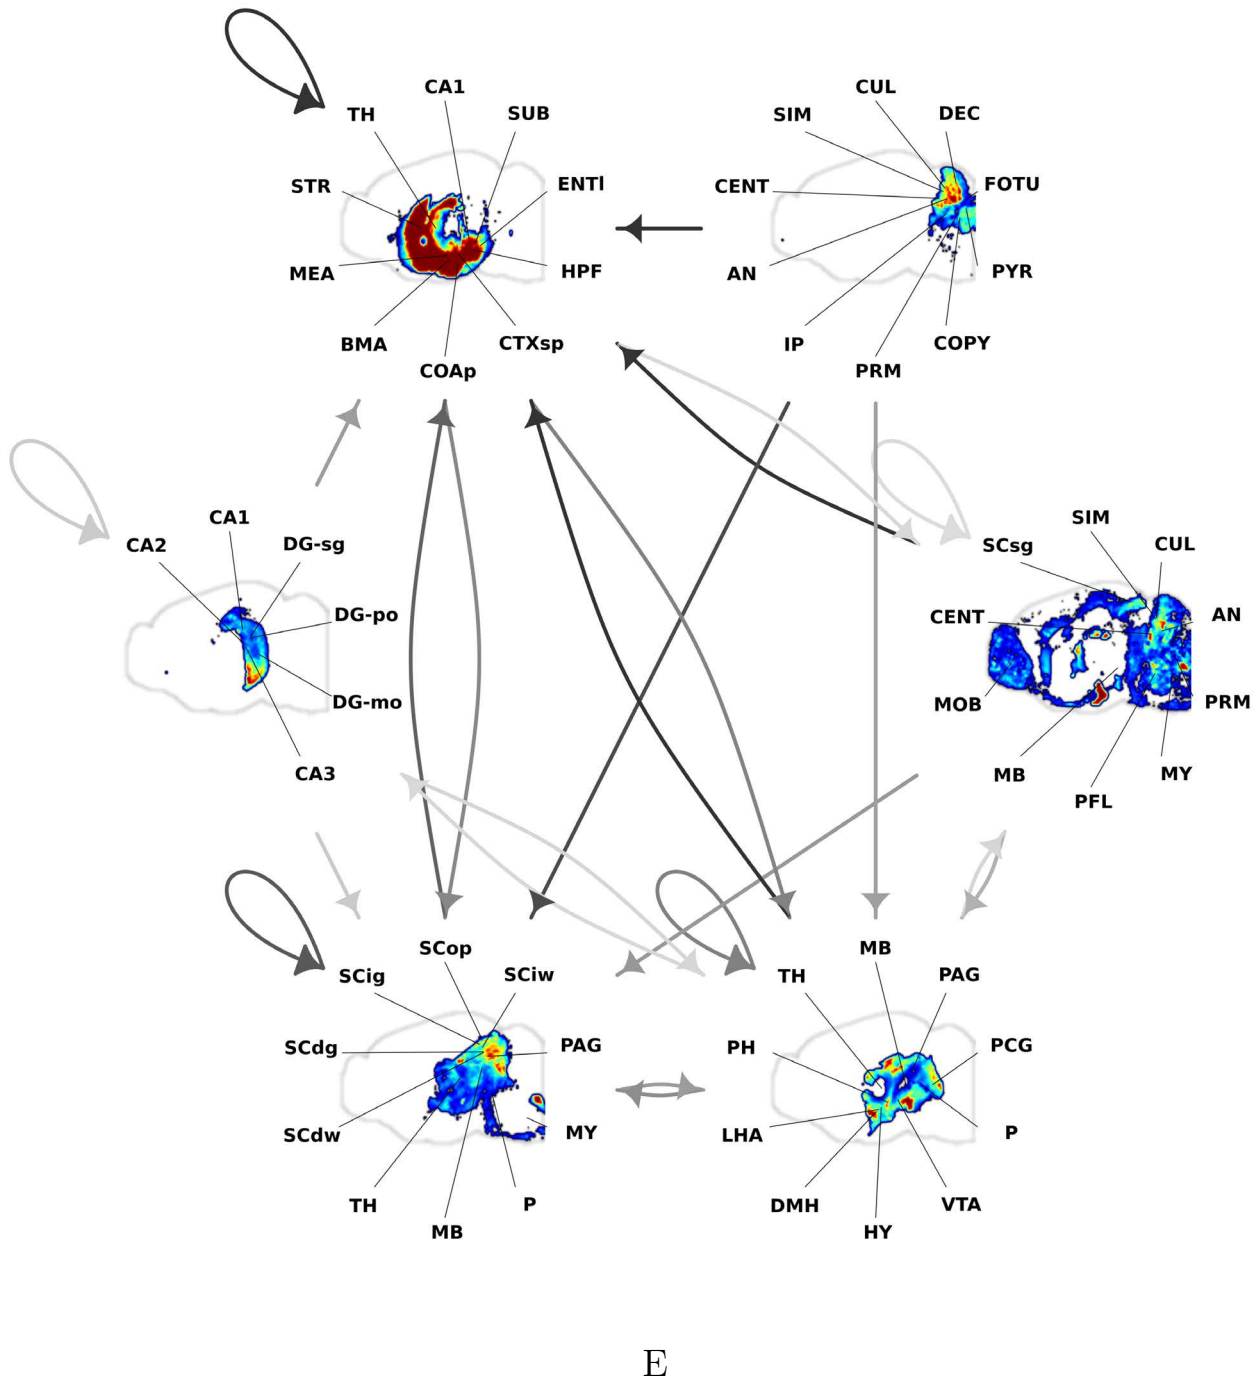 CA1
TH
SUB
STR
ENTl
MEA
HPF
BMA
CTXsp
COAp
CUL
SIM
DEC
CENT
FOTU
AN
PYR
IP
COPY
PRM
CA1
CA2
DG-sg
DG-po
DG-mo
CA3
SIM
SCsg
CUL
CENT
AN
MOB
PRM
MB
MY
PFL
SCop
SCig
SCiw
SCdg
PAG
SCdw
MY
TH
P
MB
MB
TH
PAG
PH
PCG
LHA
P
DMH
VTA
HY
E